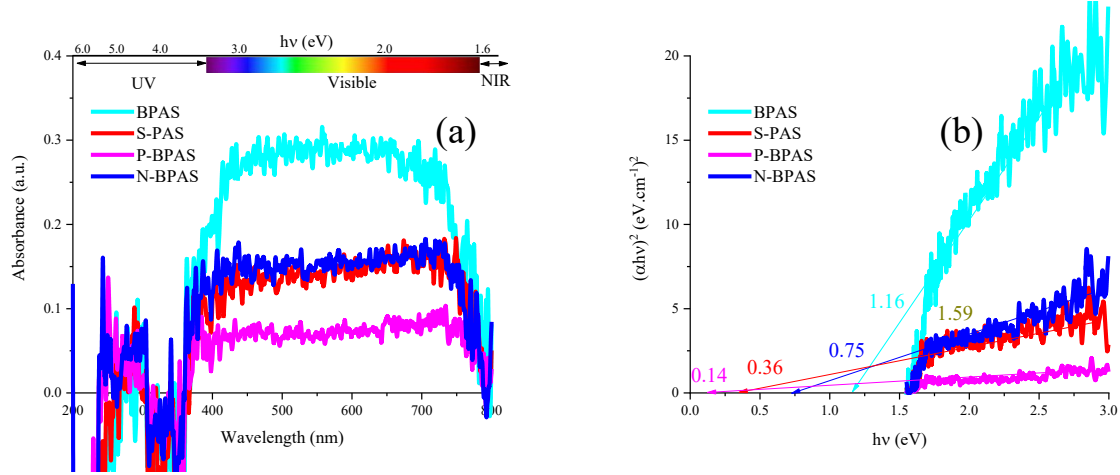 hν (eV)
6.0 5.0 4.0 3.0 2.0 1.6
UV Visible NIR
BPAS
S-PAS
P-BPAS
N-BPAS
(a)
0.4
0.3
0.2
0.1
0.0
Absorbance (a.u.)
200 400 500 600 700 800
Wavelength (nm)
BPAS
S-PAS
P-BPAS
N-BPAS
(b)
20
15
10
5
0
(αhν)² (eV.cm⁻¹)²
1.16
1.59
0.75
0.36
0.14
0.0 0.5 1.0 1.5 2.0 2.5 3.0
hν (eV)